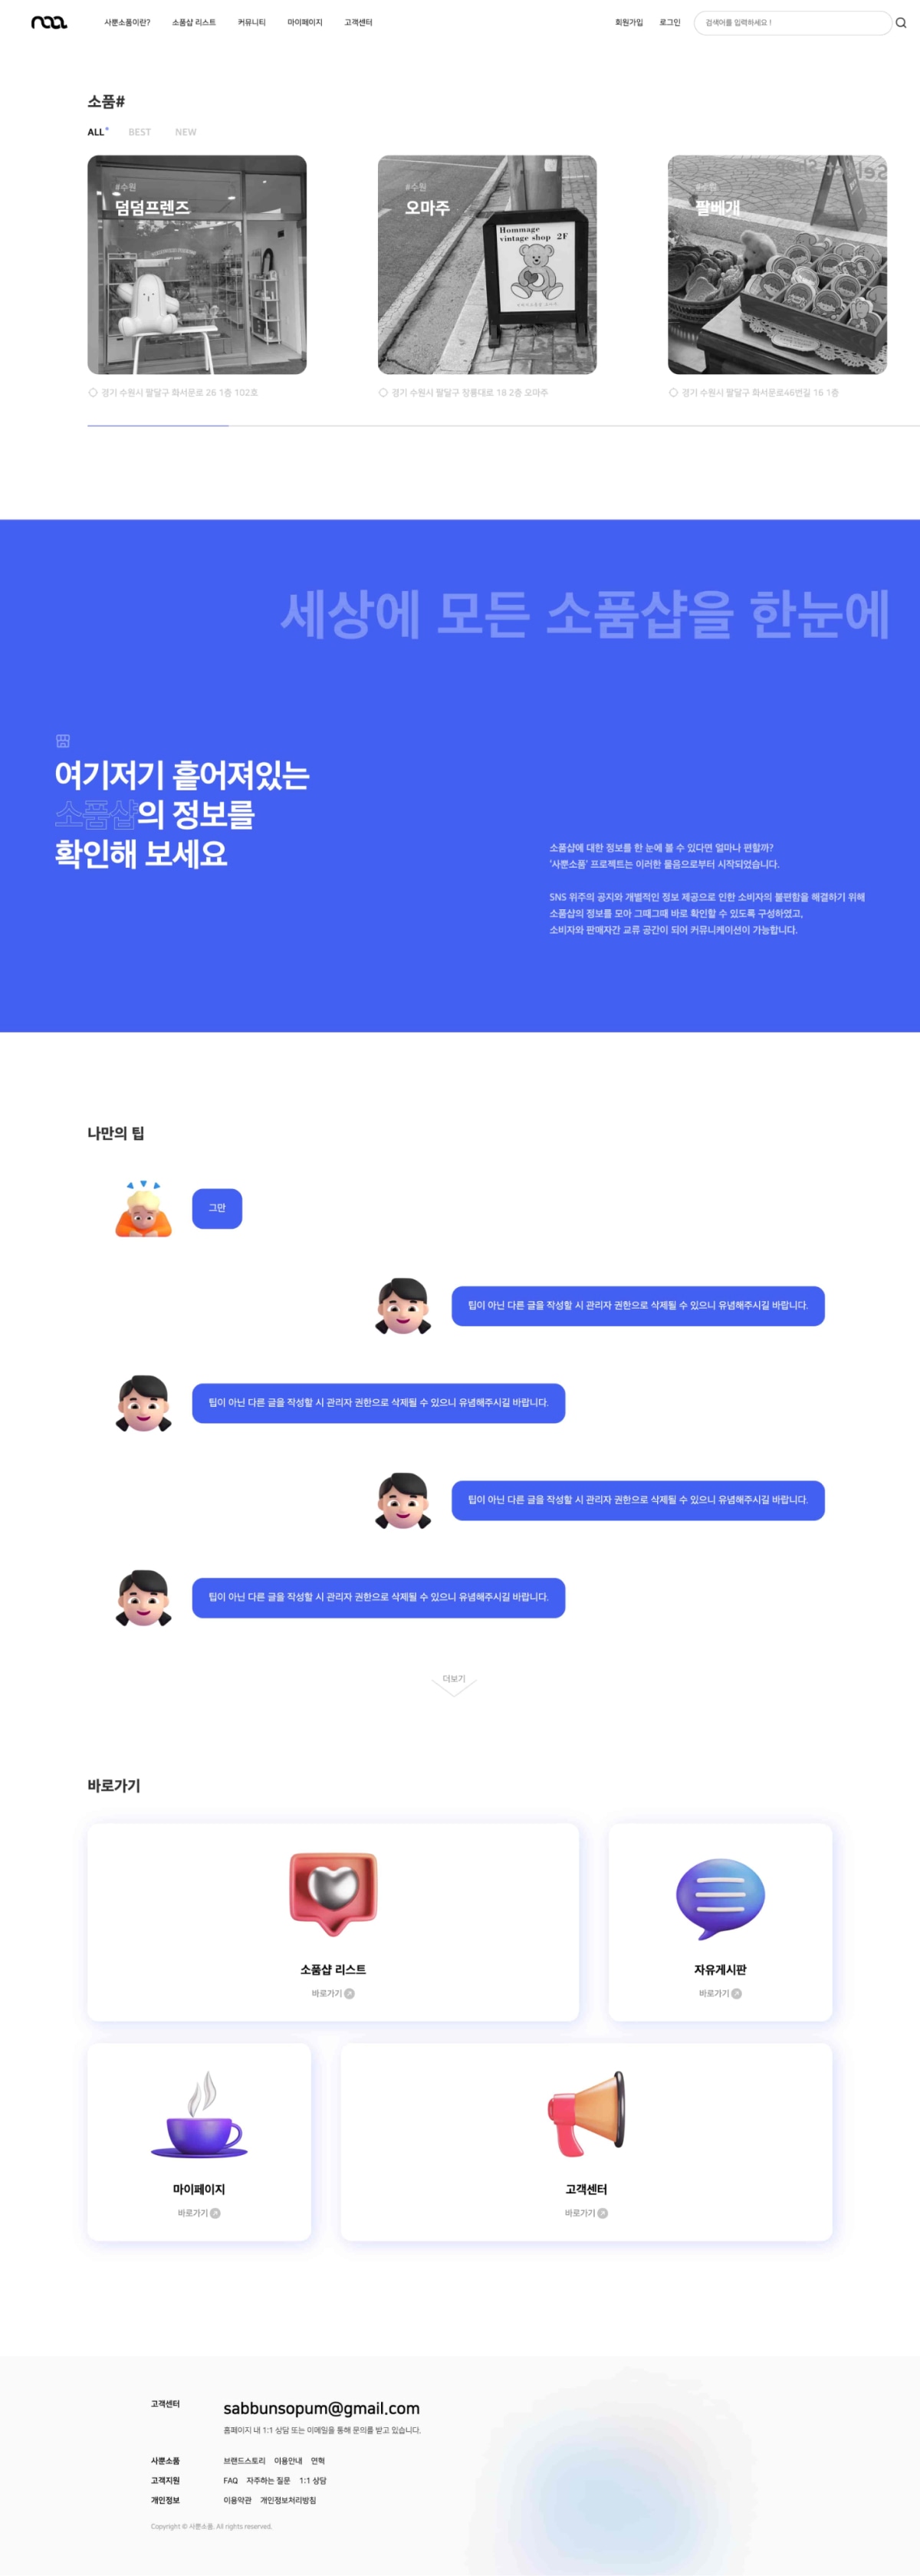 사뿐소품이란?
소품샵 리스트
커뮤니티
마이페이지
고객센터
회원가입
로그인
검색어를 입력하세요 !
소품#
ALL
BEST
NEW
#수원
덤덤프렌즈
#수원
오마주
Hommage
vintage shop 2F
#수원
팔베개
경기 수원시 팔달구 화서문로 26 1층 102호
경기 수원시 팔달구 창룡대로 18 2층 오마주
경기 수원시 팔달구 화서문로46번길 16 1층
세상에 모든 소품샵을 한눈에
여기저기 흩어져있는
소품샵의 정보를
확인해 보세요
소품샵에 대한 정보를 한 눈에 볼 수 있다면 얼마나 편할까?
'사뿐소품' 프로젝트는 이러한 물음으로부터 시작되었습니다.
SNS 위주의 공지와 개별적인 정보 제공으로 인한 소비자의 불편함을 해결하기 위해
소품샵의 정보를 모아 그때그때 바로 확인할 수 있도록 구성하였고,
소비자와 판매자간 교류 공간이 되어 커뮤니케이션이 가능합니다.
나만의 팁
그만
팁이 아닌 다른 글을 작성할 시 관리자 권한으로 삭제될 수 있으니 유념해주시길 바랍니다.
팁이 아닌 다른 글을 작성할 시 관리자 권한으로 삭제될 수 있으니 유념해주시길 바랍니다.
팁이 아닌 다른 글을 작성할 시 관리자 권한으로 삭제될 수 있으니 유념해주시길 바랍니다.
팁이 아닌 다른 글을 작성할 시 관리자 권한으로 삭제될 수 있으니 유념해주시길 바랍니다.
더보기
바로가기
소품샵 리스트
바로가기
자유게시판
바로가기
마이페이지
바로가기
고객센터
바로가기
고객센터
sabbunsopum@gmail.com
홈페이지 내 1:1 상담 또는 이메일을 통해 문의를 받고 있습니다.
사뿐소품
브랜드스토리 이용안내 연혁
고객지원
FAQ 자주하는 질문 1:1 상담
개인정보
이용약관 개인정보처리방침
Copyright © 사뿐소품. All rights reserved.